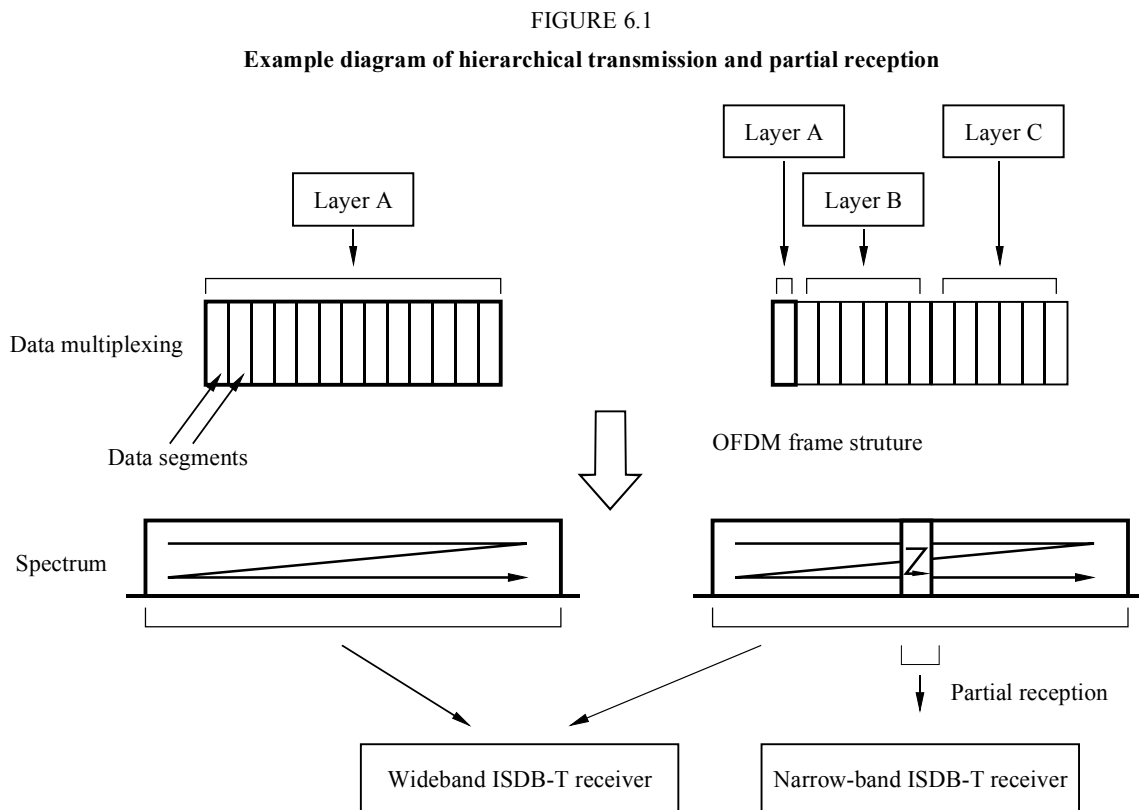 FIGURE 6.1
Example diagram of hierarchical transmission and partial reception
Layer A
Layer C
Layer A
Layer B
Data multiplexing
Data segments
OFDM frame struture
Spectrum
Partial reception
Wideband ISDB-T receiver
Narrow-band ISDB-T receiver